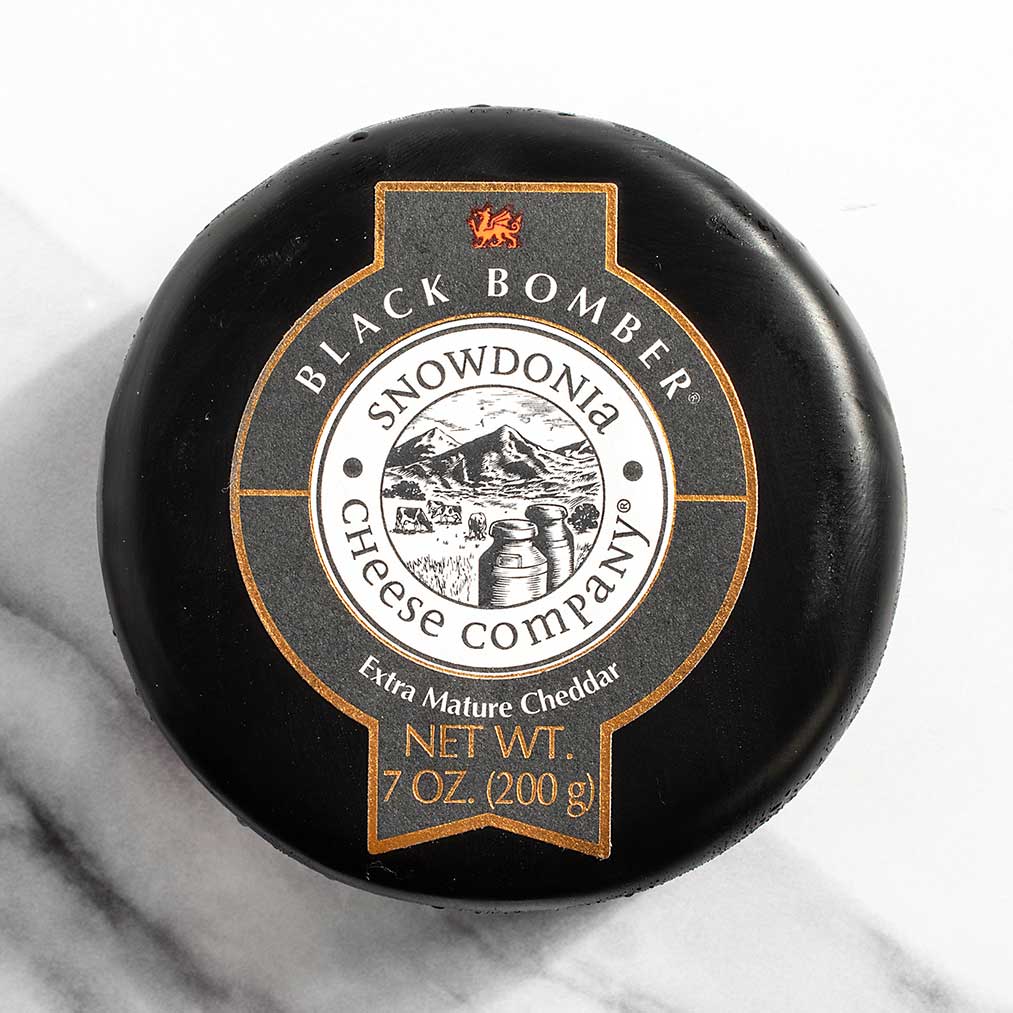 BLACK BOMBER®
SNOWDONIa
CHeese COmPaNY®
Extra Mature Cheddar
NET WT.
7 OZ. (200 g)